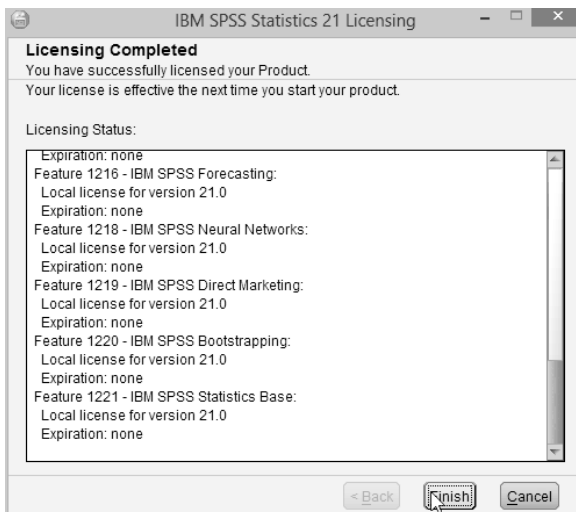 IBM SPSS Statistics 21 Licensing
Licensing Completed
You have successfully licensed your Product.
Your license is effective the next time you start your product.
Licensing Status:
Expiration: none
Feature 1216 - IBM SPSS Forecasting:
Local license for version 21.0
Expiration: none
Feature 1218 - IBM SPSS Neural Networks:
Local license for version 21.0
Expiration: none
Feature 1219 - IBM SPSS Direct Marketing:
Local license for version 21.0
Expiration: none
Feature 1220 - IBM SPSS Bootstrapping:
Local license for version 21.0
Expiration: none
Feature 1221 - IBM SPSS Statistics Base:
Local license for version 21.0
Expiration: none
< Back Finish Cancel